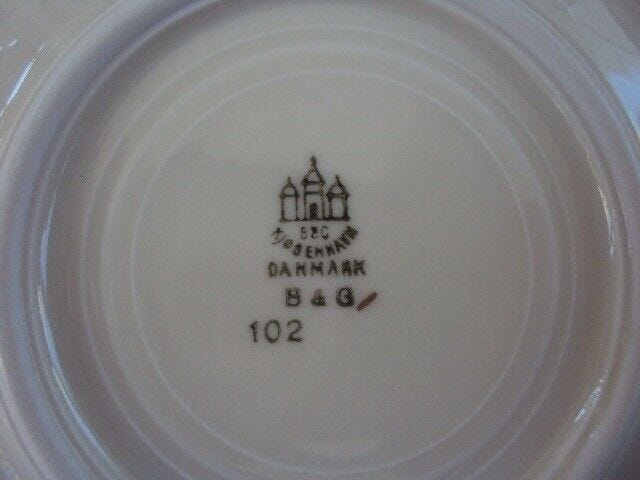 B&G
KJØBENHAVN
DANMARK
B & G
102